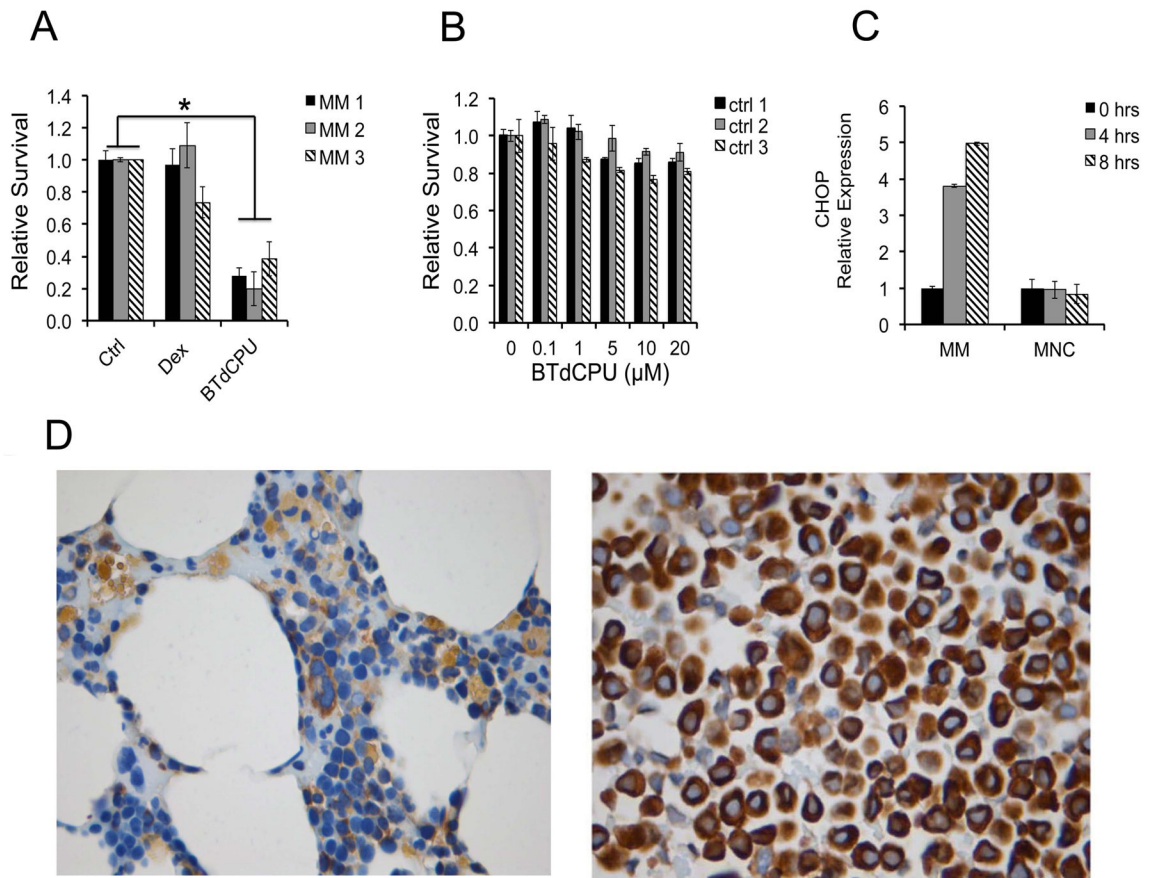 A
Relative Survival
1.4
1.2
1.0
0.8
0.6
0.4
0.2
0.0
*
MM 1
MM 2
MM 3
Ctrl
Dex
BTdCPU
B
Relative Survival
1.2
1.0
0.8
0.6
0.4
0.2
0.0
ctrl 1
ctrl 2
ctrl 3
0 0.1 1 5 10 20
BTdCPU (µM)
C
CHOP
Relative Expression
6
5
4
3
2
1
0
0 hrs
4 hrs
8 hrs
MM MNC
D